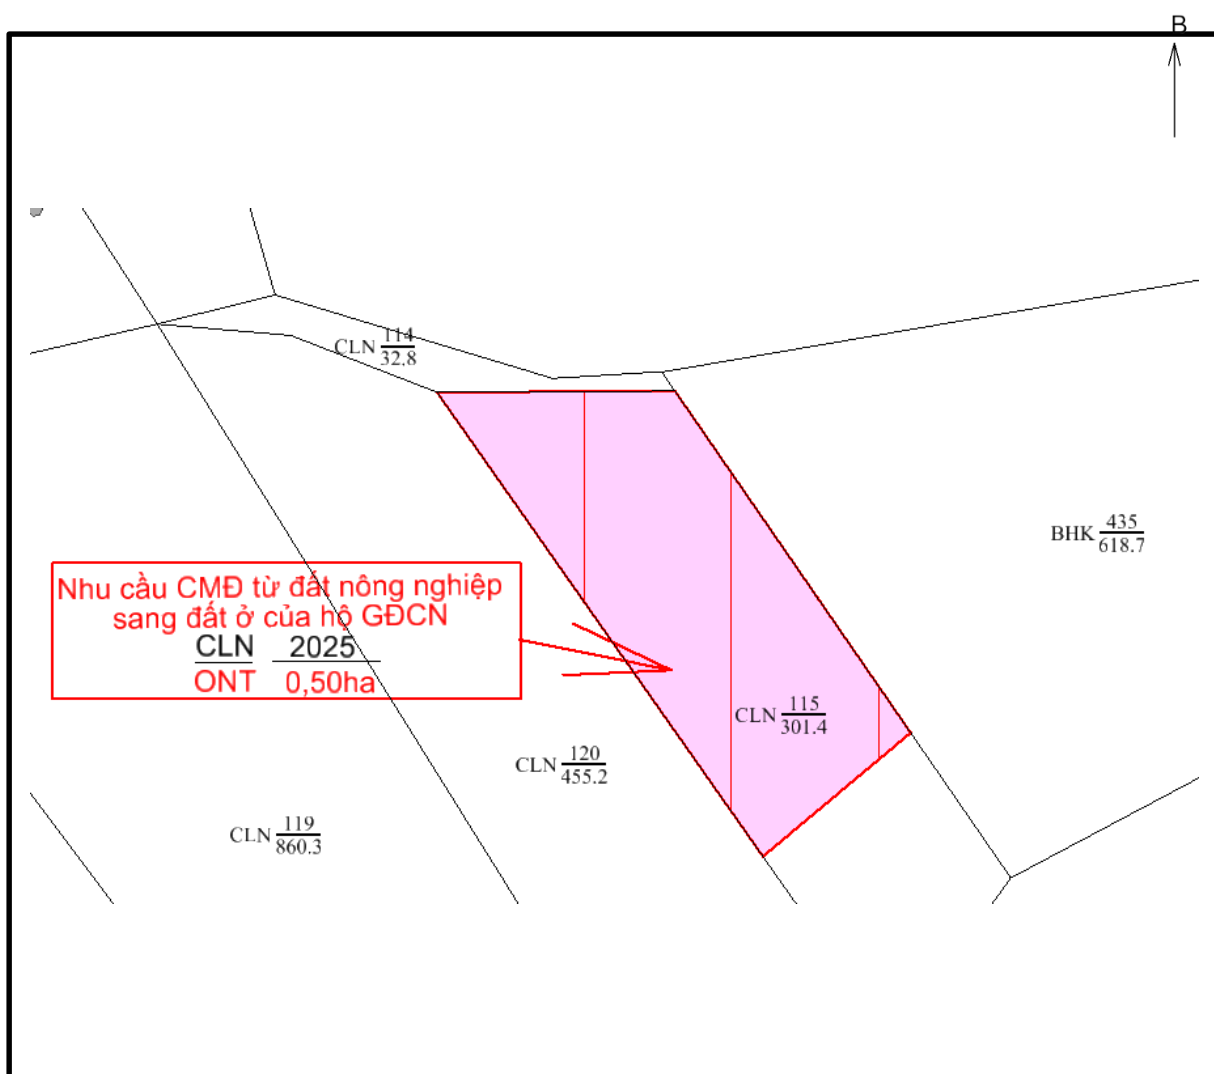 B
CLN 114
32.8
BHK 435
618.7
Nhu cầu CMĐ từ đất nông nghiệp
sang đất ở của hộ GĐCN
CLN 2025
ONT 0,50ha
CLN 115
301.4
CLN 120
455.2
CLN 119
860.3